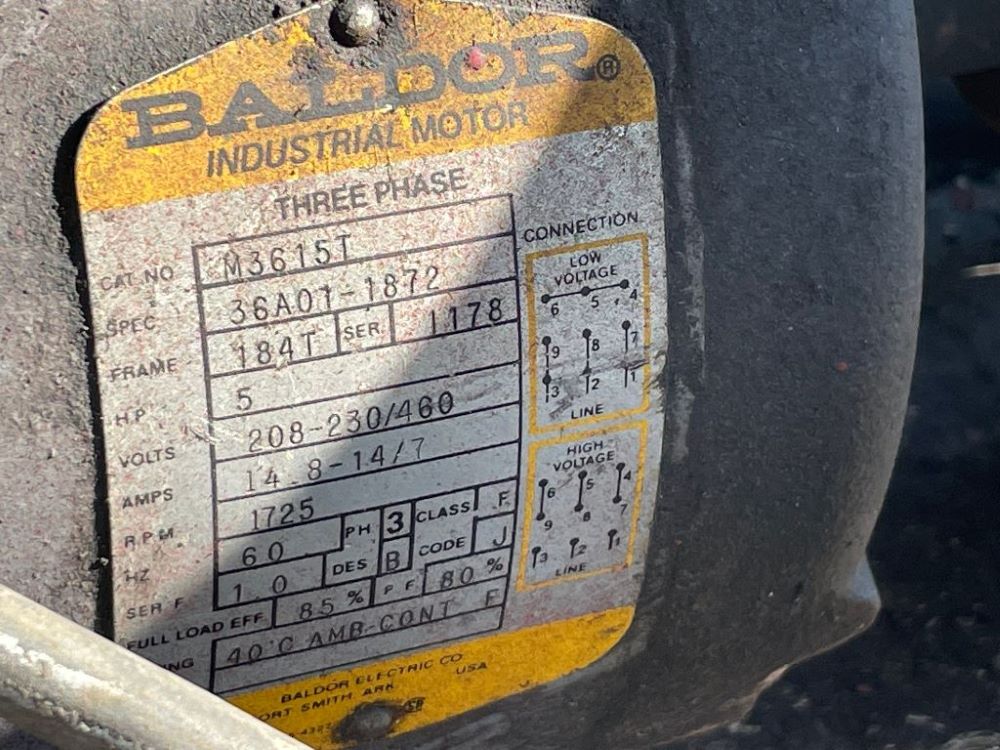 BALDOR®
INDUSTRIAL MOTOR
THREE PHASE
CAT NO M3615T
SPEC. 36A01-1872
FRAME 184T SER. 1178
H.P. 5
VOLTS 208-230/460
AMPS 14.8-14/7
R P M 1725
HZ 60 PH 3 CLASS F
SER F 1.0 DES B CODE J
FULL LOAD EFF 85 % P F 80 %
40°C AMB-CONT
BALDOR ELECTRIC CO
SMITH, ARK USA
CONNECTION
LOW
VOLTAGE
6 5 4
9 8 7
3 2 1
LINE
HIGH
VOLTAGE
6 5 4
9 8 7
3 2 1
LINE